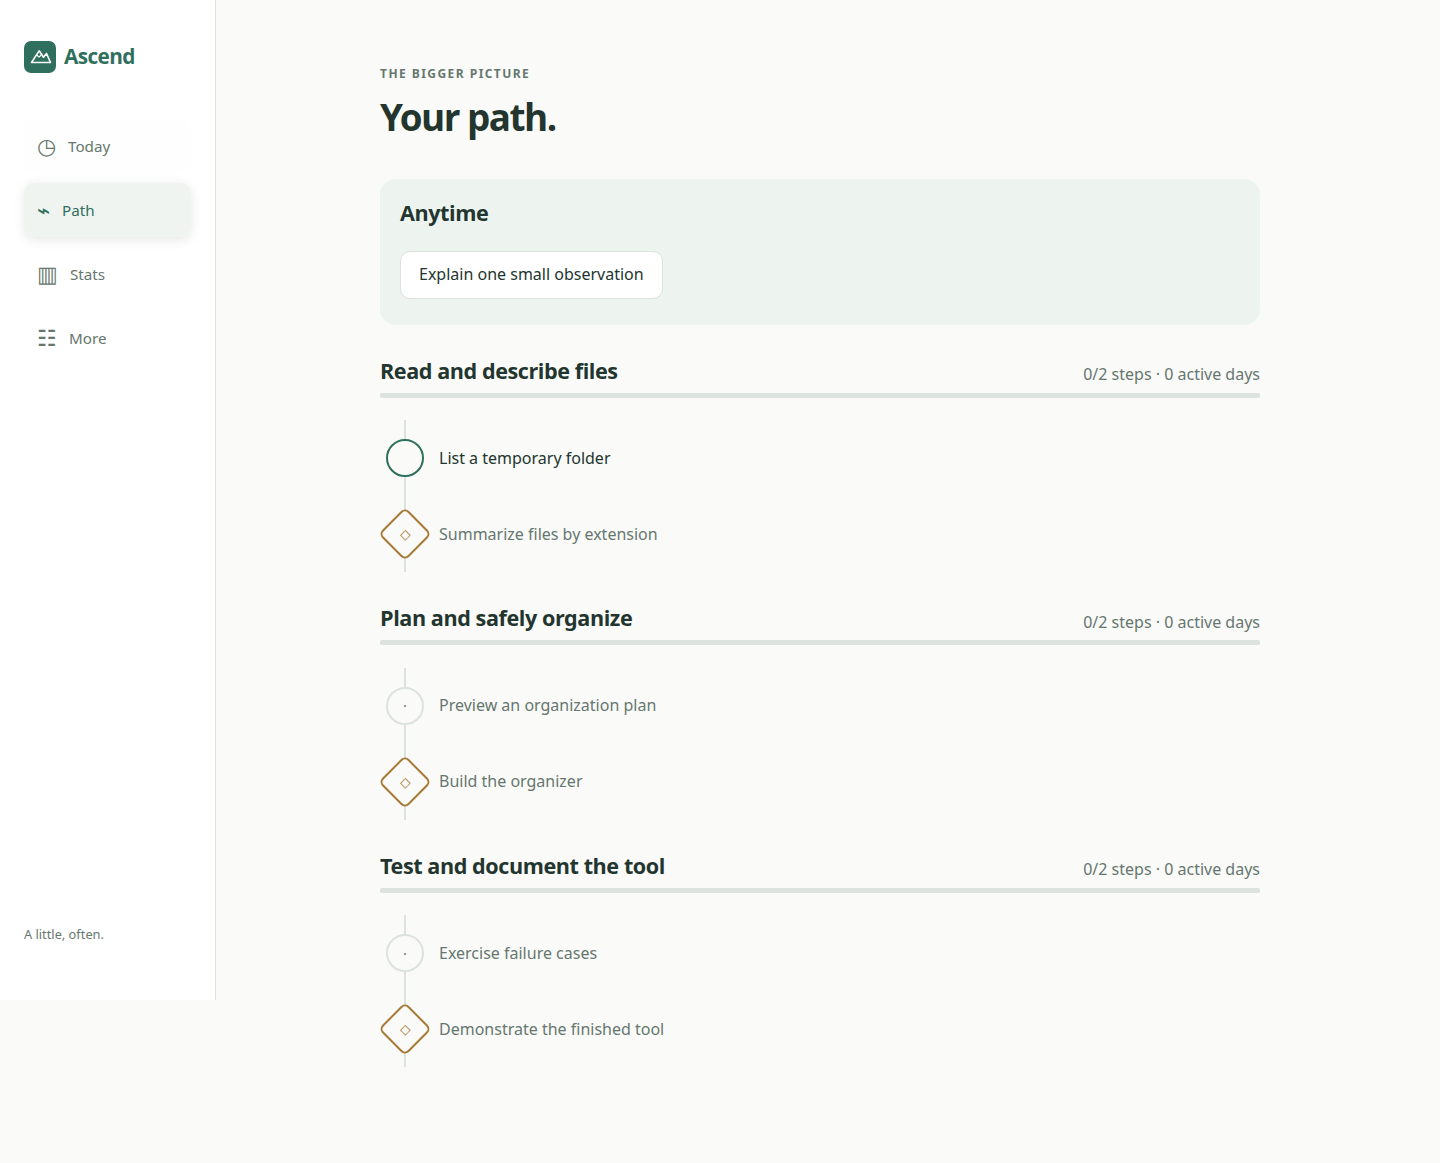 Ascend
Today
Path
Stats
More
A little, often.
THE BIGGER PICTURE
Your path.
Anytime
Explain one small observation
Read and describe files
0/2 steps · 0 active days
List a temporary folder
Summarize files by extension
Plan and safely organize
0/2 steps · 0 active days
Preview an organization plan
Build the organizer
Test and document the tool
0/2 steps · 0 active days
Exercise failure cases
Demonstrate the finished tool